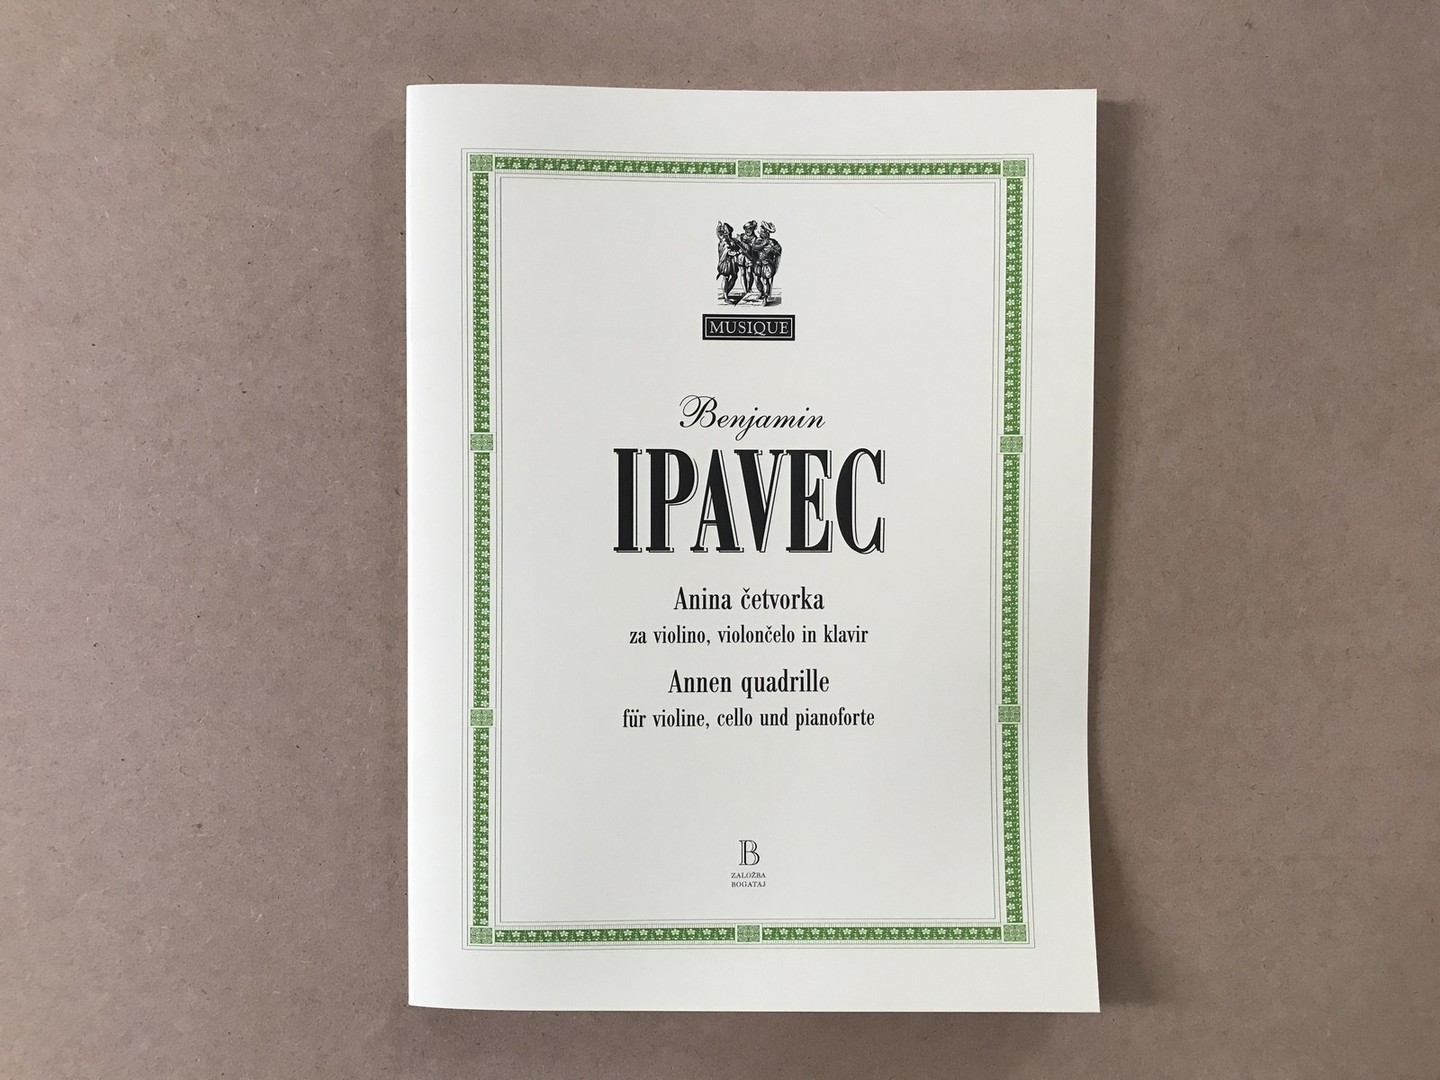 MUSIQUE
Benjamin
IPAVEC
Anina četvorka
za violino, violončelo in klavir
Annen quadrille
für violine, cello und pianoforte
B
ZALOŽBA
BOGATAJ